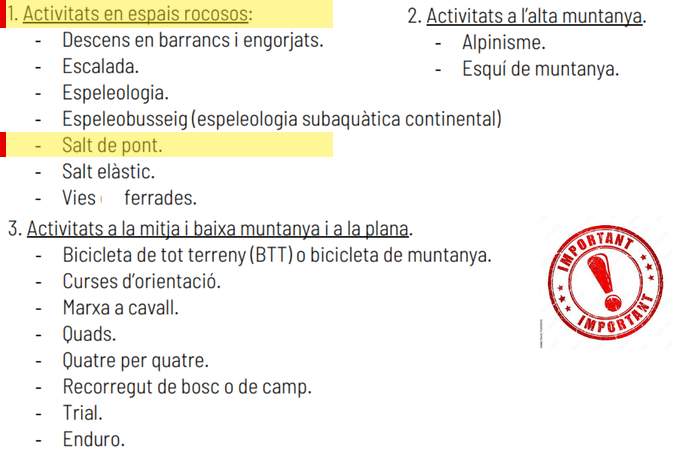 1. Activitats en espais rocosos:
- Descens en barrancs i engorjats.
- Escalada.
- Espeleologia.
- Espeleobusseig (espeleologia subaquàtica continental)
- Salt de pont.
- Salt elàstic.
- Vies ferrades.
2. Activitats a l'alta muntanya.
- Alpinisme.
- Esquí de muntanya.
3. Activitats a la mitja i baixa muntanya i a la plana.
- Bicicleta de tot terreny (BTT) o bicicleta de muntanya.
- Curses d'orientació.
- Marxa a cavall.
- Quads.
- Quatre per quatre.
- Recorregut de bosc o de camp.
- Trial.
- Enduro.
IMPORTANT
IMPORTANT